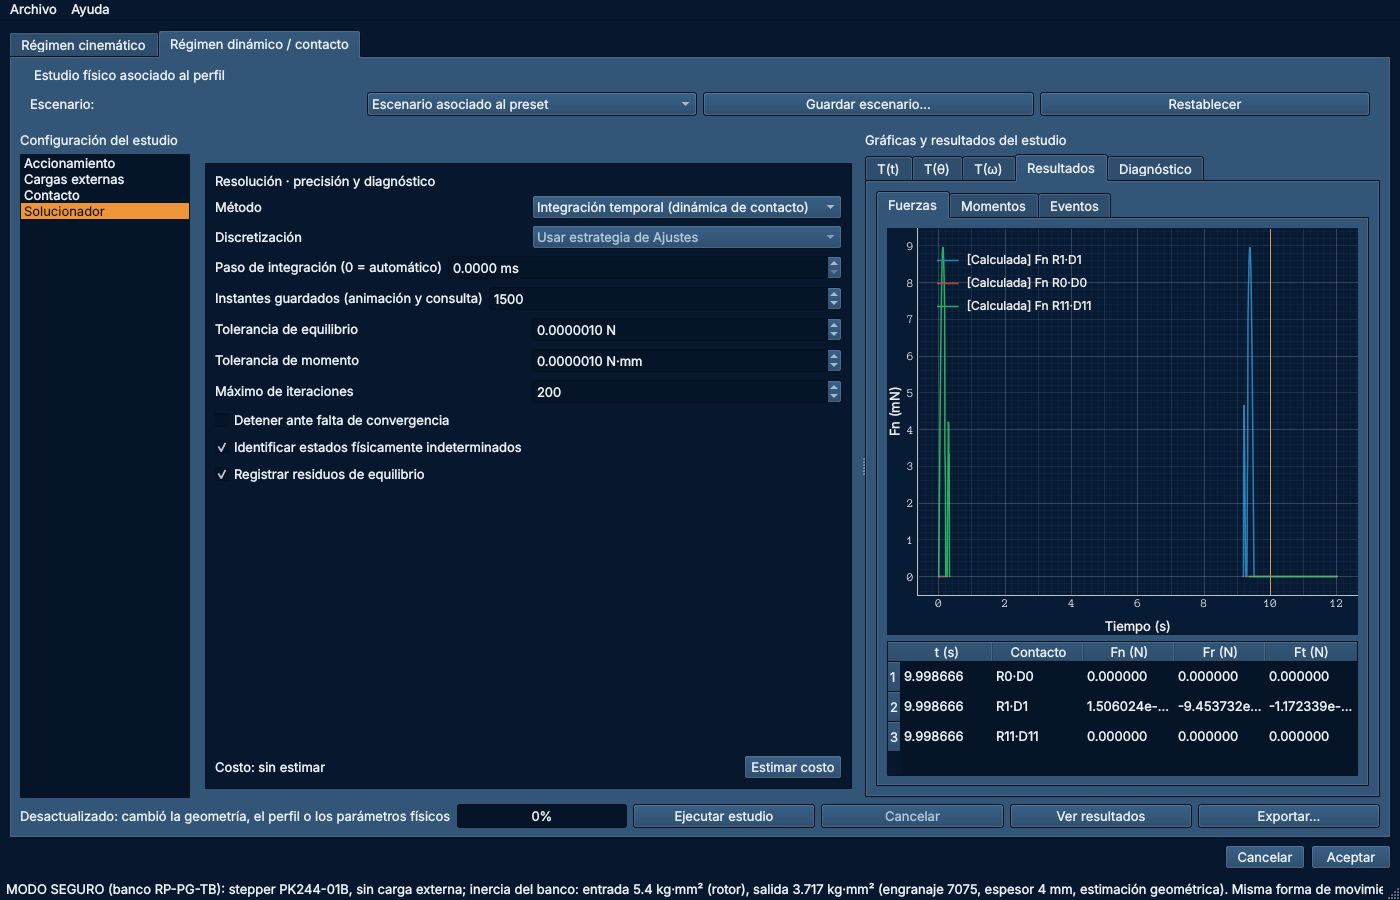 Archivo Ayuda
Régimen cinemático Régimen dinámico / contacto
Estudio físico asociado al perfil
Escenario: Escenario asociado al preset Guardar escenario... Restablecer
Configuración del estudio
Accionamiento
Cargas externas
Contacto
Solucionador
Resolución · precisión y diagnóstico
Método Integración temporal (dinámica de contacto)
Discretización Usar estrategia de Ajustes
Paso de integración (0 = automático) 0.0000 ms
Instantes guardados (animación y consulta) 1500
Tolerancia de equilibrio 0.0000010 N
Tolerancia de momento 0.0000010 N·mm
Máximo de iteraciones 200
Detener ante falta de convergencia
Identificar estados físicamente indeterminados
Registrar residuos de equilibrio
Costo: sin estimar Estimar costo
Gráficas y resultados del estudio
T(t) T(θ) T(ω) Resultados Diagnóstico
Fuerzas Momentos Eventos
[Calculada] Fn R1·D1
[Calculada] Fn R0·D0
[Calculada] Fn R11·D11
Fn (mN)
9
8
7
6
5
4
3
2
1
0
0 2 4 6 8 10 12
Tiempo (s)
t (s) Contacto Fn (N) Fr (N) Ft (N)
1 9.998666 R0·D0 0.000000 0.000000 0.000000
2 9.998666 R1·D1 1.506024e-... -9.453732e... -1.172339e-...
3 9.998666 R11·D11 0.000000 0.000000 0.000000
Desactualizado: cambió la geometría, el perfil o los parámetros físicos 0% Ejecutar estudio Cancelar Ver resultados Exportar...
Cancelar Aceptar
MODO SEGURO (banco RP-PG-TB): stepper PK244-01B, sin carga externa; inercia del banco: entrada 5.4 kg·mm² (rotor), salida 3.717 kg·mm² (engranaje 7075, espesor 4 mm, estimación geométrica). Misma forma de movimie